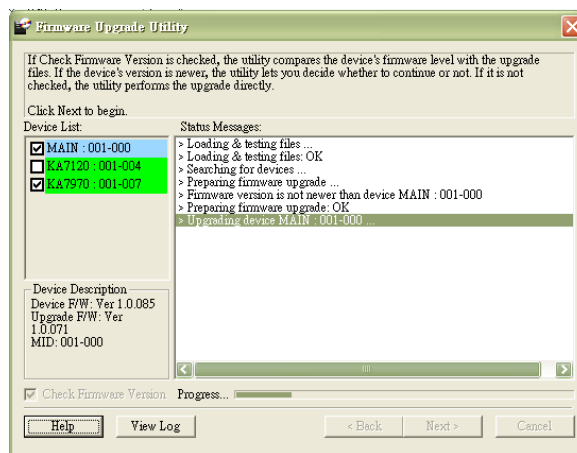 Firmware Upgrade Utility
If Check Firmware Version is checked, the utility compares the device's firmware level with the upgrade
files. If the device's version is newer, the utility lets you decide whether to continue or not. If it is not
checked, the utility performs the upgrade directly.
Click Next to begin.
Device List:
MAIN : 001-000
KA7120 : 001-004
KA7970 : 001-007
Status Messages:
> Loading & testing files ...
> Loading & testing files: OK
> Searching for devices ...
> Preparing firmware upgrade ...
> Firmware version is not newer than device MAIN : 001-000
> Preparing firmware upgrade: OK
> Upgrading device MAIN : 001-000 ...
Device Description
Device F/W: Ver 1.0.085
Upgrade F/W: Ver
1.0.071
MID: 001-000
Check Firmware Version Progress...
Help View Log < Back Next > Cancel